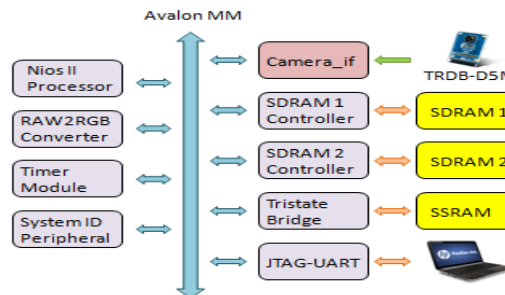 Avalon MM
Nios II
Processor
RAW2RGB
Converter
Timer
Module
System ID
Peripheral
Camera_if
SDRAM 1
Controller
SDRAM 2
Controller
Tristate
Bridge
JTAG-UART
TRDB-D5M
SDRAM 1
SDRAM 2
SSRAM